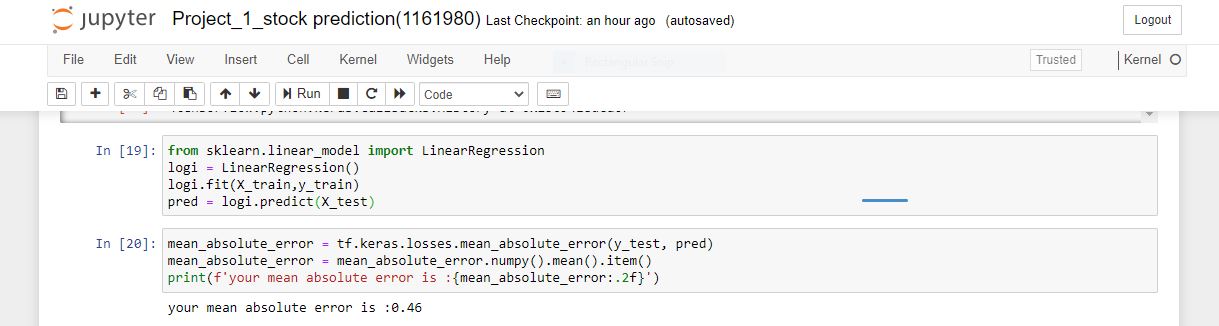 jupyter Project_1_stock prediction(1161980) Last Checkpoint: an hour ago (autosaved)
Logout
File Edit View Insert Cell Kernel Widgets Help
Trusted Kernel
Run Code
In [19]: from sklearn.linear_model import LinearRegression
logi = LinearRegression()
logi.fit(X_train,y_train)
pred = logi.predict(X_test)
In [20]: mean_absolute_error = tf.keras.losses.mean_absolute_error(y_test, pred)
mean_absolute_error = mean_absolute_error.numpy().mean().item()
print(f'your mean absolute error is :{mean_absolute_error:.2f}')
your mean absolute error is :0.46